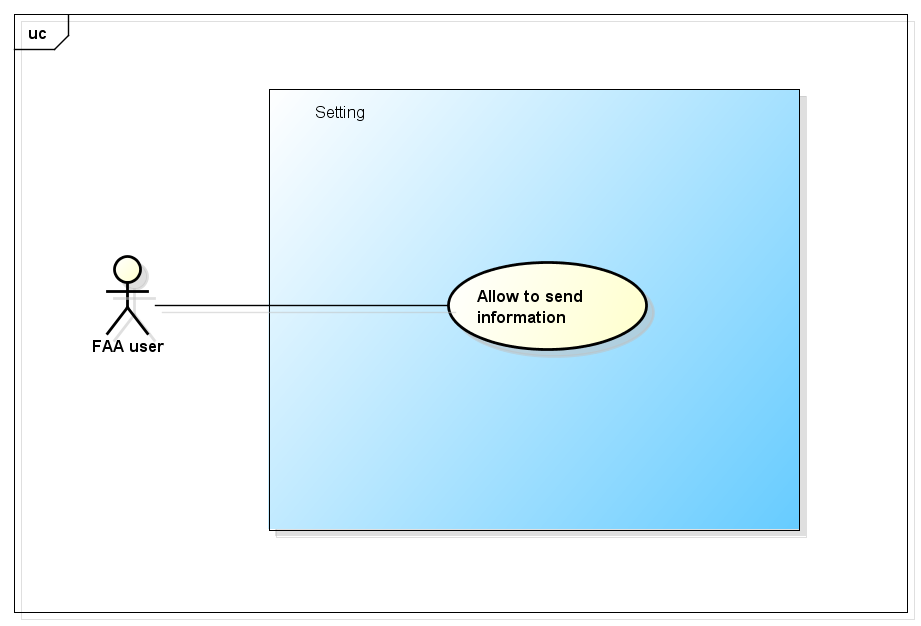 uc
Setting
Allow to send
information
FAA user